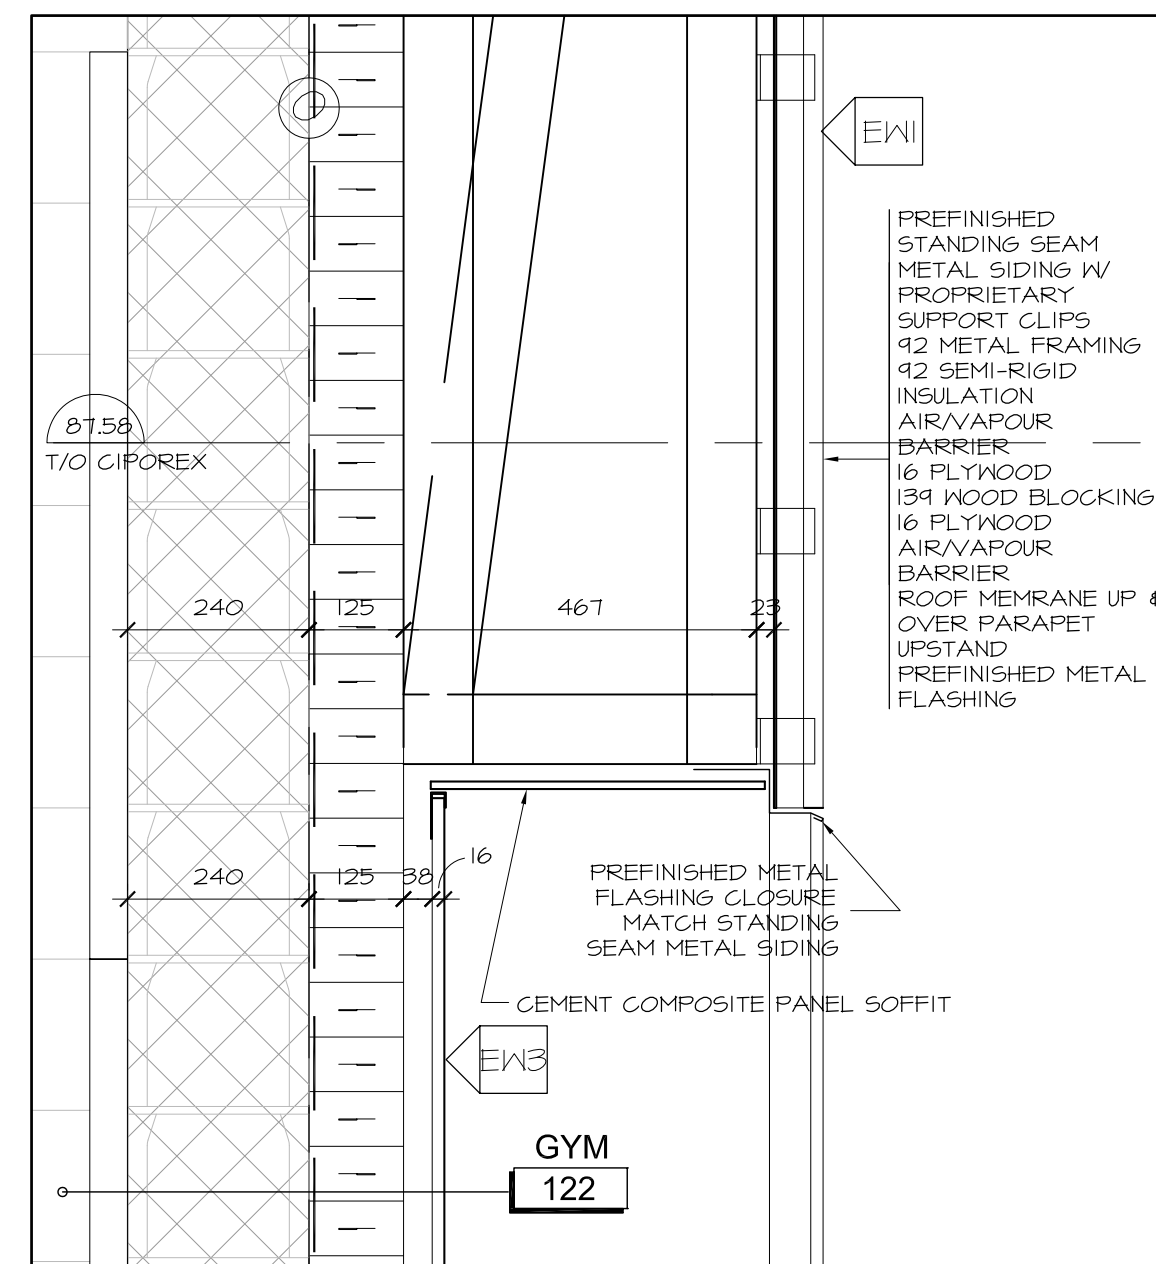 EW1
PREFINISHED
STANDING SEAM
METAL SIDING W/
PROPRIETARY
SUPPORT CLIPS
92 METAL FRAMING
92 SEMI-RIGID
INSULATION
AIR/VAPOUR
BARRIER
16 PLYWOOD
139 WOOD BLOCKING
16 PLYWOOD
AIR/VAPOUR
BARRIER
ROOF MEMRANE UP &
OVER PARAPET
UPSTAND
PREFINISHED METAL
FLASHING
87.58
T/O CIPOREX
240 125 467 23
240 125 38 16
PREFINISHED METAL
FLASHING CLOSURE
MATCH STANDING
SEAM METAL SIDING
CEMENT COMPOSITE PANEL SOFFIT
EW3
GYM
122